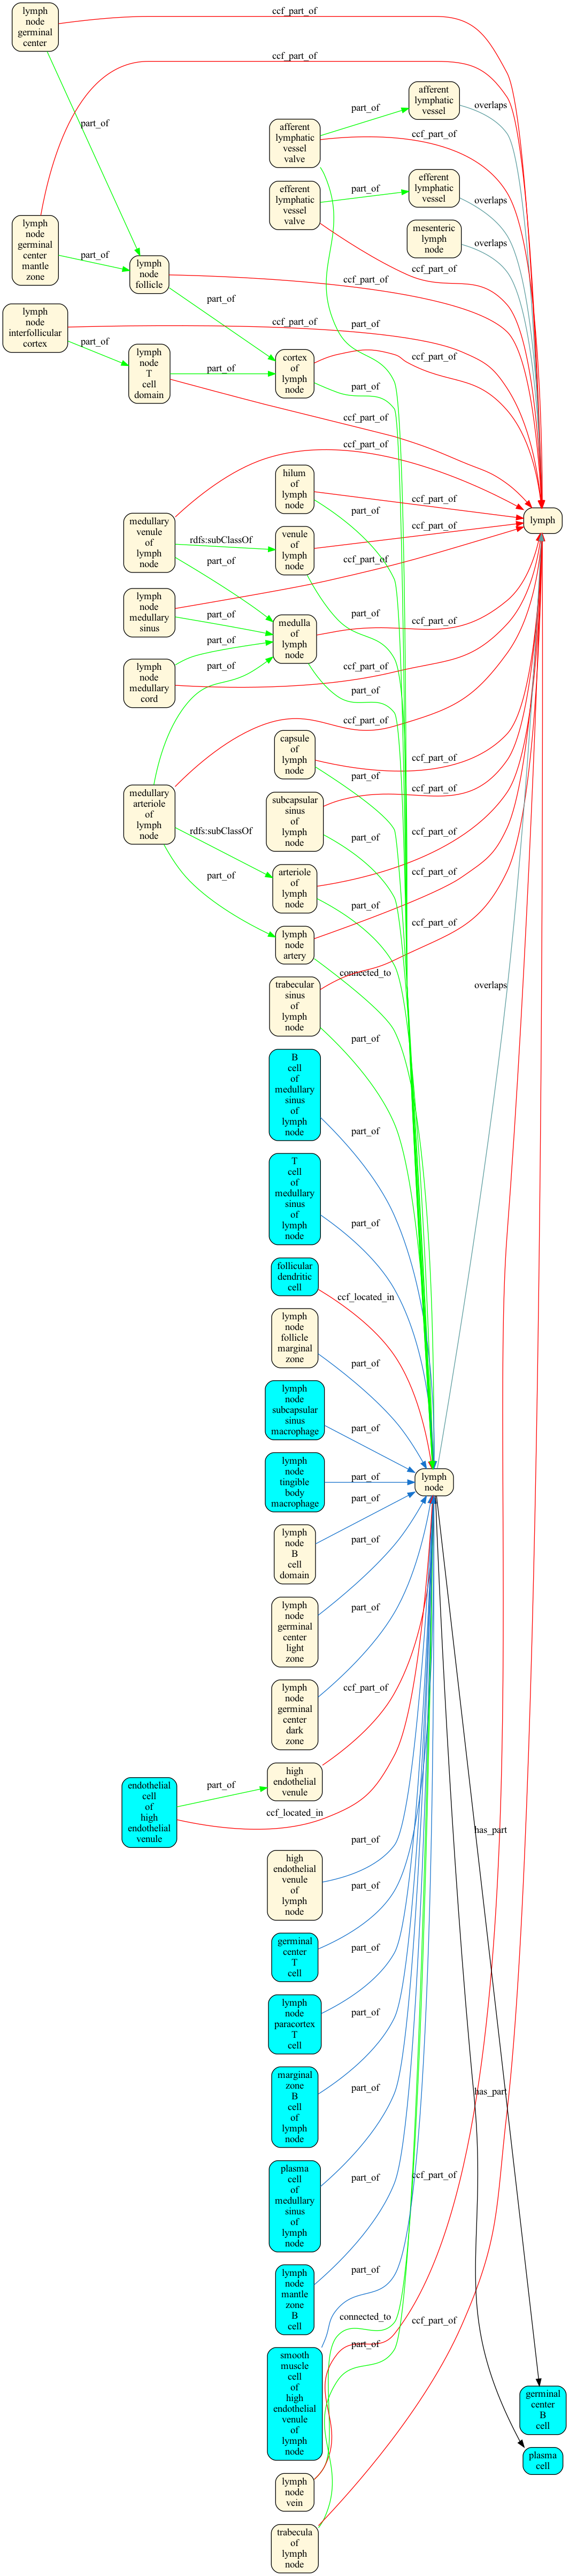 lymph
node
germinal
center
ccf_part_of
ccf_part_of
afferent
lymphatic
vessel
part_of
overlaps
afferent
lymphatic
vessel
valve
part_of
ccf_part_of
efferent
lymphatic
vessel
efferent
lymphatic
vessel
valve
part_of
overlaps
mesenteric
lymph
node
overlaps
lymph
node
germinal
center
mantle
zone
part_of
lymph
node
follicle
ccf_part_of
ccf_part_of
part_of
lymph
node
interfollicular
cortex
ccf_part_of
part_of
part_of
lymph
node
T
cell
domain
part_of
cortex
of
lymph
node
ccf_part_of
part_of
ccf_part_of
ccf_part_of
hilum
of
lymph
node
ccf_part_of
part_of
lymph
medullary
venule
of
lymph
node
rdfs:subClassOf
part_of
venule
of
lymph
node
ccf_part_of
ccf_part_of
lymph
node
medullary
sinus
part_of
part_of
medulla
of
lymph
node
ccf_part_of
lymph
node
medullary
cord
part_of
part_of
ccf_part_of
part_of
ccf_part_of
capsule
of
lymph
node
ccf_part_of
part_of
medullary
arteriole
of
lymph
node
subcapsular
sinus
of
lymph
node
ccf_part_of
part_of
rdfs:subClassOf
arteriole
of
lymph
node
ccf_part_of
part_of
part_of
lymph
node
artery
ccf_part_of
connected_to
trabecular
sinus
of
lymph
node
ccf_part_of
part_of
overlaps
B
cell
of
medullary
sinus
of
lymph
node
part_of
T
cell
of
medullary
sinus
of
lymph
node
part_of
follicular
dendritic
cell
ccf_located_in
lymph
node
follicle
marginal
zone
part_of
lymph
node
subcapsular
sinus
macrophage
part_of
lymph
node
tingible
body
macrophage
part_of
lymph
node
lymph
node
B
cell
domain
part_of
lymph
node
germinal
center
light
zone
part_of
lymph
node
germinal
center
dark
zone
part_of
high
endothelial
venule
ccf_part_of
endothelial
cell
of
high
endothelial
venule
part_of
ccf_located_in
high
endothelial
venule
of
lymph
node
part_of
has_part
germinal
center
T
cell
part_of
lymph
node
paracortex
T
cell
part_of
marginal
zone
B
cell
of
lymph
node
part_of
has_part
plasma
cell
of
medullary
sinus
of
lymph
node
part_of
lymph
node
mantle
zone
B
cell
part_of
ccf_part_of
smooth
muscle
cell
of
high
endothelial
venule
of
lymph
node
part_of
connected_to
part_of
ccf_part_of
lymph
node
vein
trabecula
of
lymph
node
germinal
center
B
cell
plasma
cell